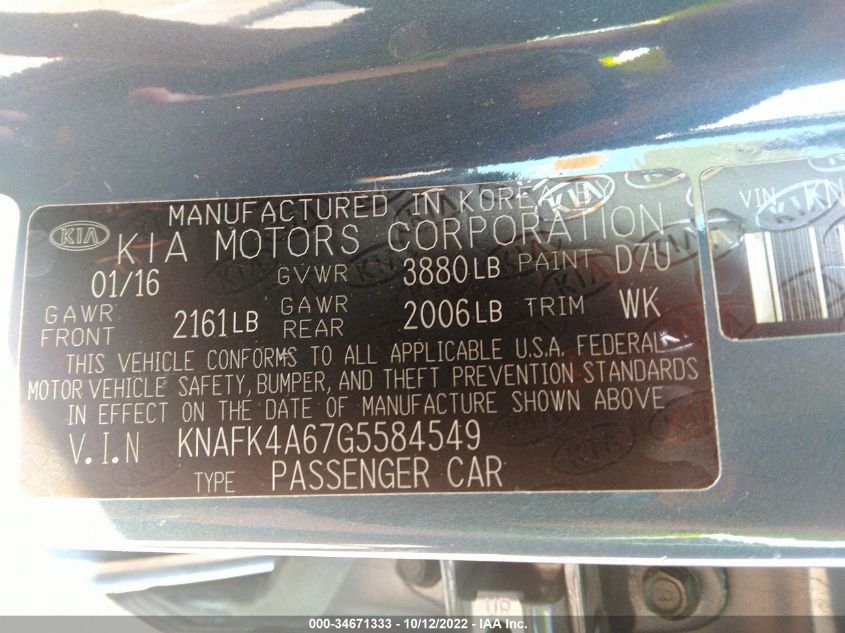 MANUFACTURED IN KOREA BY
KIA KIA MOTORS CORPORATION
01/16 GVWR 3880LB PAINT D/U
GAWR FRONT 2161LB GAWR REAR 2006LB TRIM WK
THIS VEHICLE CONFORMS TO ALL APPLICABLE U.S.A. FEDERAL
MOTOR VEHICLE SAFETY, BUMPER, AND THEFT PREVENTION STANDARDS
IN EFFECT ON THE DATE OF MANUFACTURE SHOWN ABOVE
V.I.N KNAFK4A67G5584549
TYPE PASSENGER CAR
VIN KN
000-34671333 - 10/12/2022 - IAA Inc.